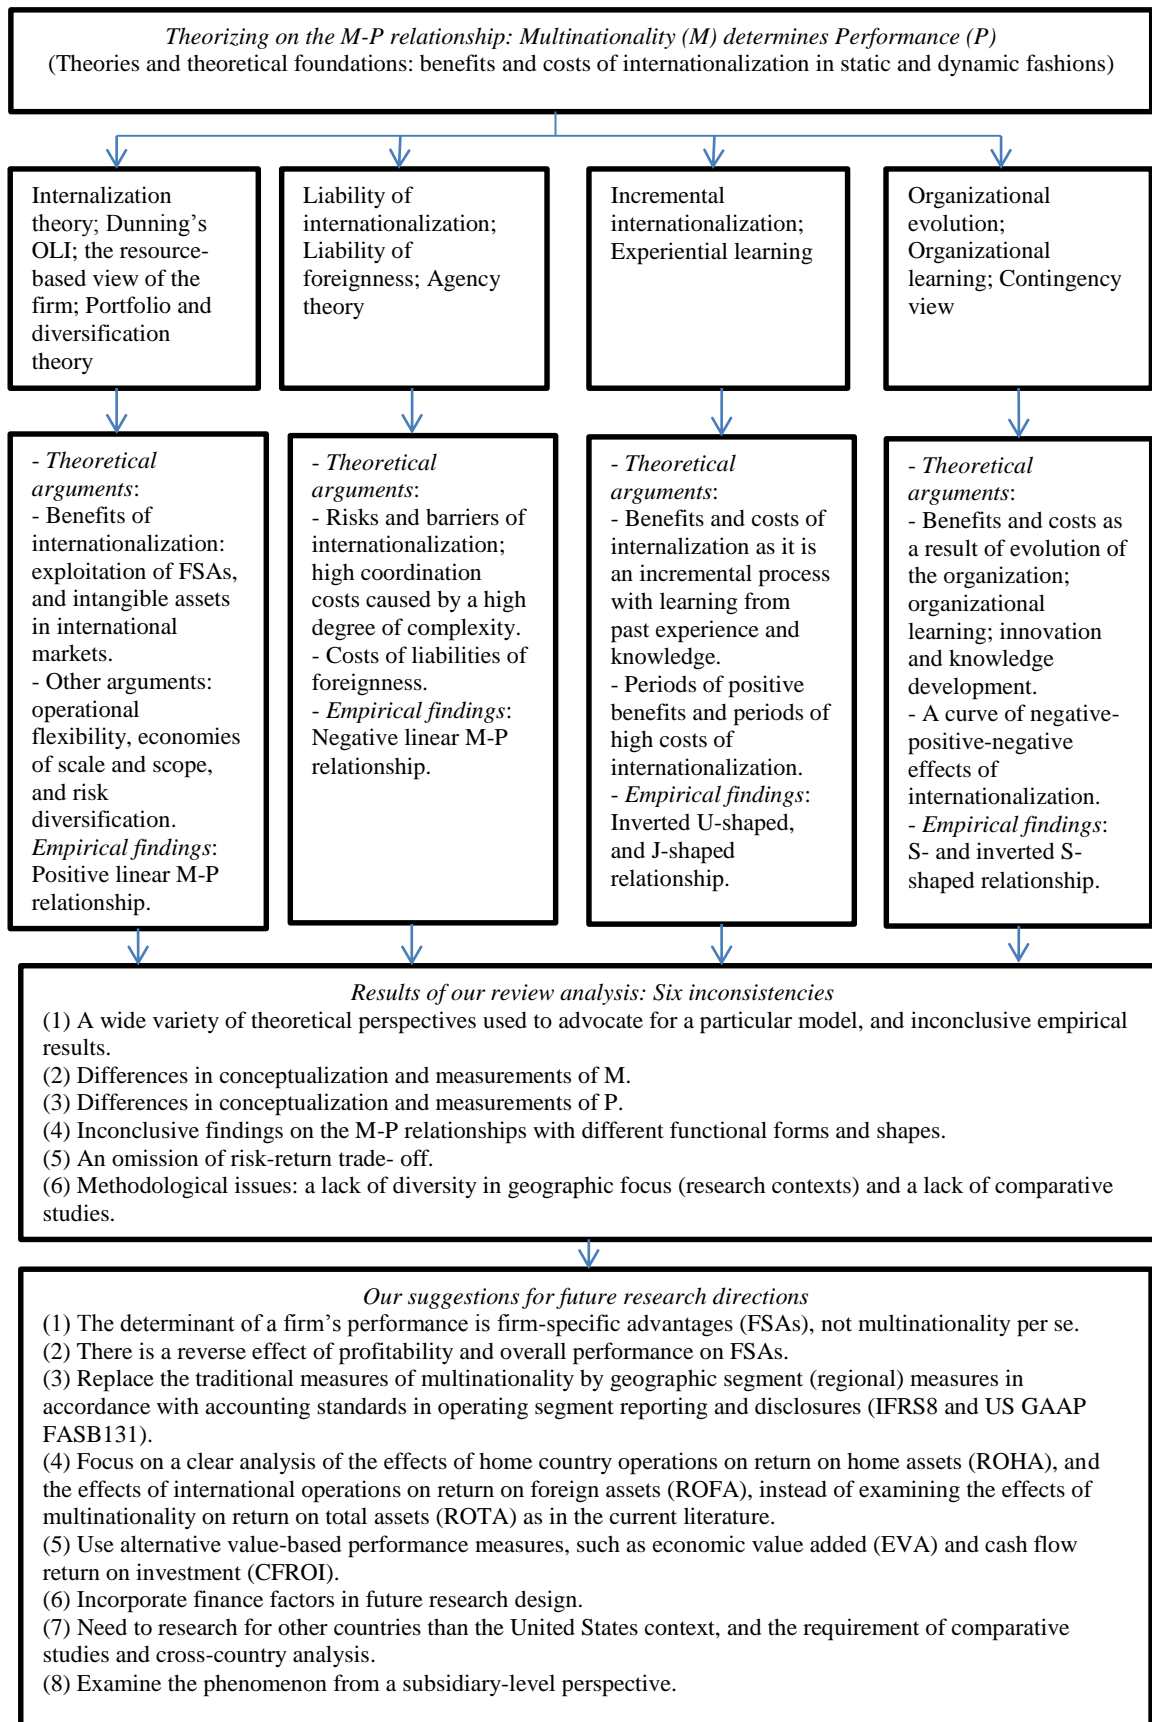 Theorizing on the M-P relationship: Multinationality (M) determines Performance (P)
(Theories and theoretical foundations: benefits and costs of internationalization in static and dynamic fashions)
Internalization
theory; Dunning’s
OLI; the resource-
based view of the
firm; Portfolio and
diversification
theory
Liability of
internationalization;
Liability of
foreignness; Agency
theory
Incremental
internationalization;
Experiential learning
Organizational
evolution;
Organizational
learning; Contingency
view
- Theoretical
arguments:
- Benefits of
internationalization:
exploitation of FSAs,
and intangible assets
in international
markets.
- Other arguments:
operational
flexibility, economies
of scale and scope,
and risk
diversification.
Empirical findings:
Positive linear M-P
relationship.
- Theoretical
arguments:
- Risks and barriers of
internationalization;
high coordination
costs caused by a high
degree of complexity.
- Costs of liabilities of
foreignness.
- Empirical findings:
Negative linear M-P
relationship.
- Theoretical
arguments:
- Benefits and costs of
internalization as it is
an incremental process
with learning from
past experience and
knowledge.
- Periods of positive
benefits and periods of
high costs of
internationalization.
- Empirical findings:
Inverted U-shaped,
and J-shaped
relationship.
- Theoretical
arguments:
- Benefits and costs as
a result of evolution of
the organization;
organizational
learning; innovation
and knowledge
development.
- A curve of negative-
positive-negative
effects of
internationalization.
- Empirical findings:
S- and inverted S-
shaped relationship.
Results of our review analysis: Six inconsistencies
(1) A wide variety of theoretical perspectives used to advocate for a particular model, and inconclusive empirical
results.
(2) Differences in conceptualization and measurements of M.
(3) Differences in conceptualization and measurements of P.
(4) Inconclusive findings on the M-P relationships with different functional forms and shapes.
(5) An omission of risk-return trade- off.
(6) Methodological issues: a lack of diversity in geographic focus (research contexts) and a lack of comparative
studies.
Our suggestions for future research directions
(1) The determinant of a firm’s performance is firm-specific advantages (FSAs), not multinationality per se.
(2) There is a reverse effect of profitability and overall performance on FSAs.
(3) Replace the traditional measures of multinationality by geographic segment (regional) measures in
accordance with accounting standards in operating segment reporting and disclosures (IFRS8 and US GAAP
FASB131).
(4) Focus on a clear analysis of the effects of home country operations on return on home assets (ROHA), and
the effects of international operations on return on foreign assets (ROFA), instead of examining the effects of
multinationality on return on total assets (ROTA) as in the current literature.
(5) Use alternative value-based performance measures, such as economic value added (EVA) and cash flow
return on investment (CFROI).
(6) Incorporate finance factors in future research design.
(7) Need to research for other countries than the United States context, and the requirement of comparative
studies and cross-country analysis.
(8) Examine the phenomenon from a subsidiary-level perspective.